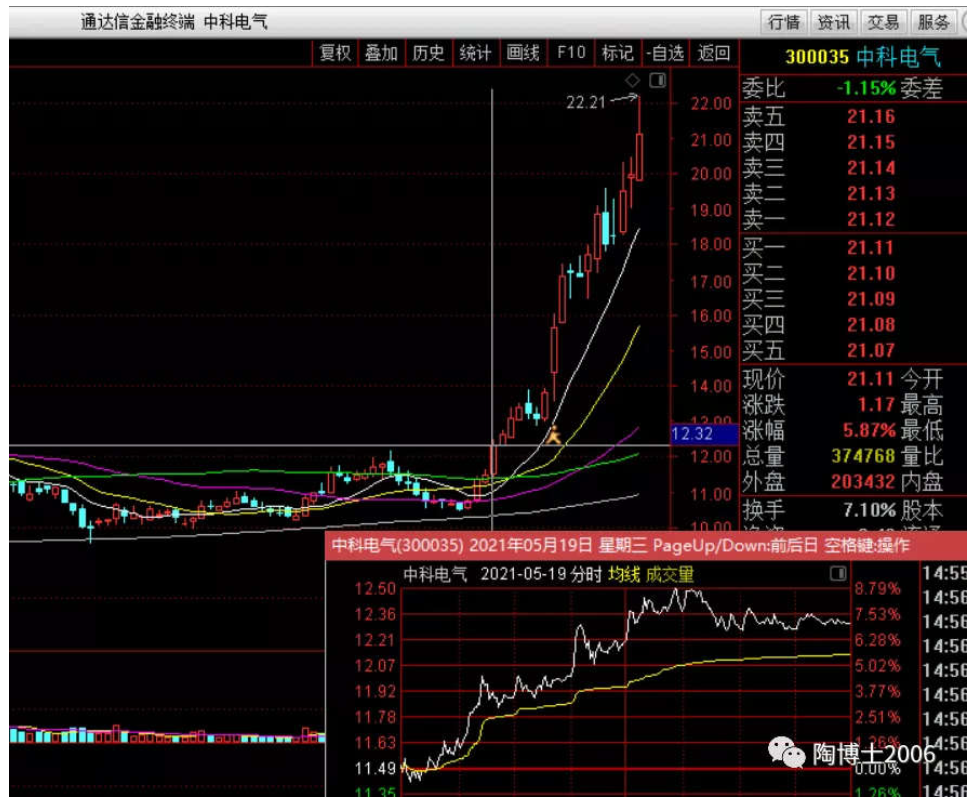 通达信金融终端 中科电气
行情 资讯 交易 服务
复权 叠加 历史 统计 画线 F10 标记 -自选 返回
300035 中科电气
委比 -1.15% 委差
卖五 21.16
卖四 21.15
卖三 21.14
卖二 21.13
卖一 21.12
买一 21.11
买二 21.10
买三 21.09
买四 21.08
买五 21.07
现价 21.11 今开
涨跌 1.17 最高
涨幅 5.87% 最低
总量 374768 量比
外盘 203432 内盘
换手 7.10% 股本
22.21
22.00
21.00
20.00
19.00
18.00
17.00
16.00
15.00
14.00
12.32
12.00
11.00
10.00
中科电气(300035) 2021年05月19日 星期三 PageUp/Down:前后日 空格键:操作
中科电气 2021-05-19 分时 均线 成交量
12.50 8.79%
12.36 7.53%
12.21 6.28%
12.07 5.02%
11.92 3.77%
11.78 2.51%
11.63 1.26%
11.49 0.00%
11.35 1.26%
14:55
14:56
14:56
14:56
14:56
14:56
14:56
14:56
14:56
14:56
陶博士2006